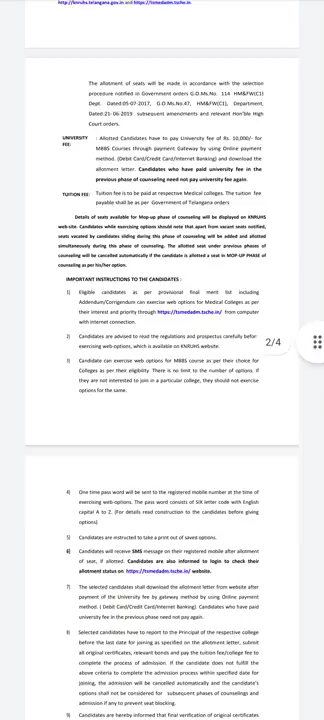 http://knruhs.telangana.gov.in and https://tsmedadm.tsche.in
The allotment of seats will be made in accordance with the selection
procedure notified in Government orders G.O.Ms.No. 114 HM&FW(C1)
Dept. Dated:05-07-2017, G.O.Ms.No.47, HM&FW(C1), Department,
Dated:21-06-2019 subsequent amendments and relevant Hon'ble High
Court orders.
UNIVERSITY FEE: : Allotted Candidates have to pay University fee of Rs. 10,000/- for
MBBS Courses through payment Gateway by using Online payment
method. (Debit Card/Credit Card/Internet Banking) and download the
allotment letter. Candidates who have paid university fee in the
previous phase of counseling need not pay university fee again.
TUITION FEE: Tuition fee is to be paid at respective Medical colleges. The tuition fee
payable shall be as per Government of Telangana orders
Details of seats available for Mop-up phase of counseling will be displayed on KNRUHS
web-site. Candidates while exercising options should note that apart from vacant seats notified,
seats vacated by candidates sliding during this phase of counseling will be added and allotted
simultaneously during this phase of counseling. The allotted seat under previous phases of
counseling will be cancelled automatically if the candidate is allotted a seat in MOP-UP PHASE of
counseling as per his/her option.
IMPORTANT INSTRUCTIONS TO THE CANDIDATES :
1) Eligible candidates as per provisional final merit list including
Addendum/Corrigendum can exercise web options for Medical Colleges as per
their interest and priority through https://tsmedadm.tsche.in/ from computer
with internet connection.
2) Candidates are advised to read the regulations and prospectus carefully before
exercising web-options, which is available on KNRUHS website.
2/4
3) Candidate can exercise web options for MBBS course as per their choice for
Colleges as per their eligibility. There is no limit to the number of options. If
they are not interested to join in a particular college, they should not exercise
options for the same.
4) One time pass word will be sent to the registered mobile number at the time of
exercising web options. The pass word consists of SIX letter code with English
capital A to Z. (For details read construction to the candidates before giving
options)
5) Candidates are instructed to take a print out of saved options.
6) Candidates will receive SMS message on their registered mobile after allotment
of seat, if allotted. Candidates are also informed to login to check their
allotment status on https://tsmedadm.tsche.in/ website.
7) The selected candidates shall download the allotment letter from website after
payment of the University fee by gateway method by using Online payment
method. ( Debit Card/Credit Card/Internet Banking). Candidates who have paid
university fee in the previous phase need not pay again.
8) Selected candidates have to report to the Principal of the respective college
before the last date for joining as specified on the allotment letter, submit
all original certificates, relevant bonds and pay the tuition fee/college fee to
complete the process of admission. If the candidate does not fulfill the
above criteria to complete the admission process within specified date for
joining, the admission will be cancelled automatically and the candidate's
options shall not be considered for subsequent phases of counselings and
admission if any to prevent seat blocking.
9) Candidates are hereby informed that final verification of original certificates